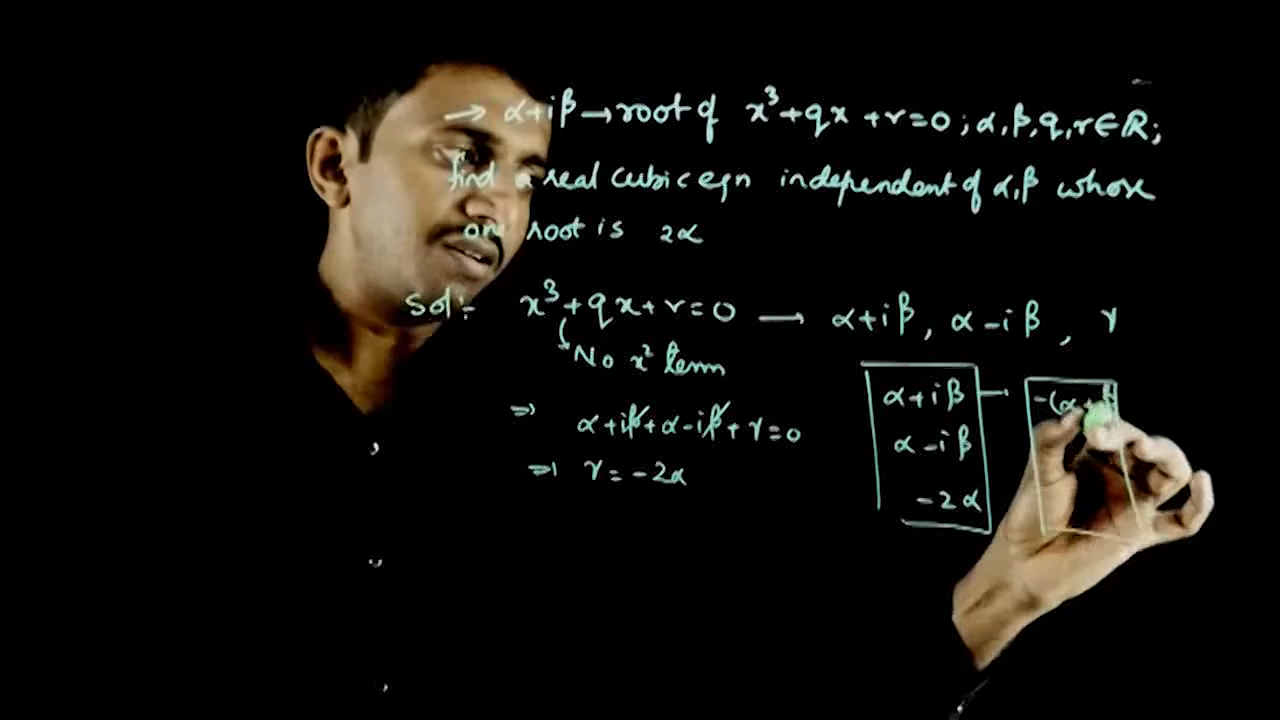 → α+iβ → root of x³+qx+r=0; α,β,q,r∈ℝ;
find a real cubic eqn independent of α,β whose
one root is 2α
Sol:- x³+qx+r=0 → α+iβ, α-iβ, γ
No x² term
⇒ α+iβ+α-iβ+γ=0
⇒ γ=-2α
α+iβ → -(α+
α-iβ
-2α